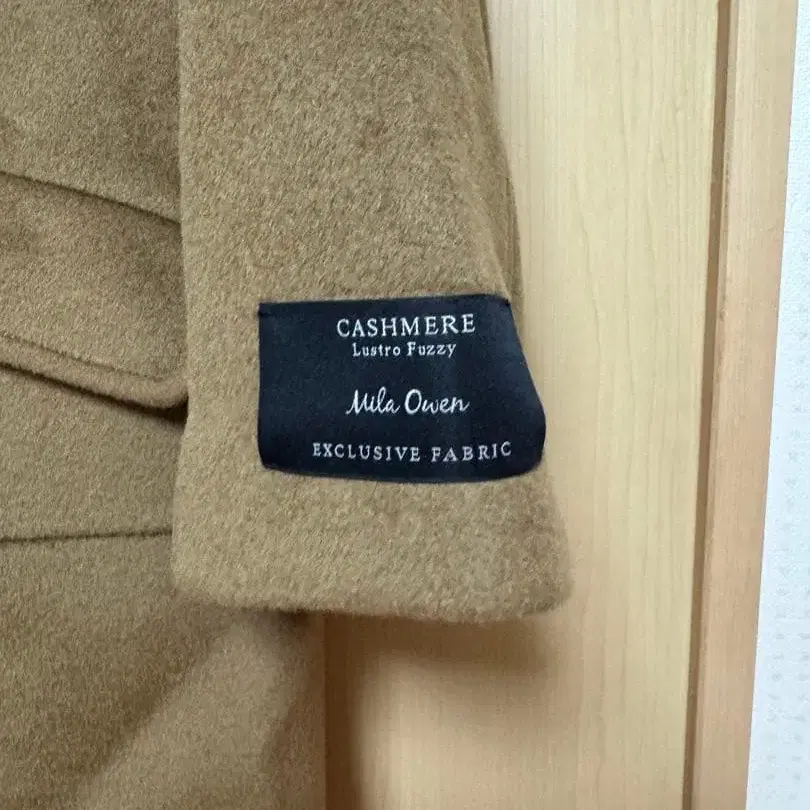 CASHMERE
Lustro Fuzzy
Mila Owen
EXCLUSIVE FABRIC